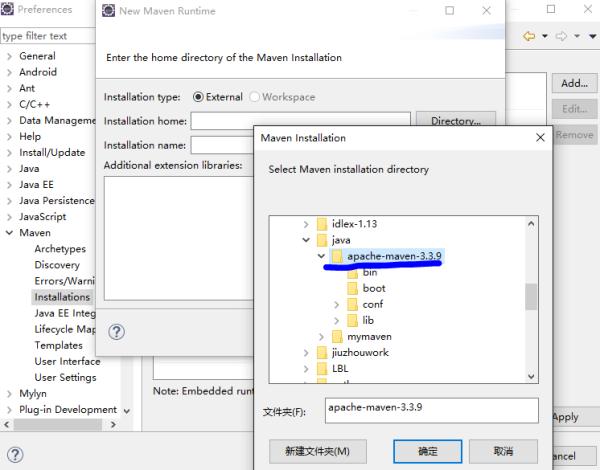 Preferences
New Maven Runtime
type filter text
General
Android
Ant
C/C++
Data Manageme
Help
Install/Update
Java
Java EE
Java Persistence
JavaScript
Maven
Archetypes
Discovery
Errors/Warni
Installations
Java EE Integ
Lifecycle Map
Templates
User Interface
User Settings
Mylyn
Plug-in Development
Enter the home directory of the Maven Installation
Installation type: External Workspace
Installation home: Directory...
Installation name:
Additional extension libraries:
Add...
Edit...
Remove
Note: Embedded runt
Apply
ancel
Maven Installation
Select Maven installation directory
idlex-1.13
java
apache-maven-3.3.9
bin
boot
conf
lib
mymaven
jiuzhouwork
LBL
文件夹(F): apache-maven-3.3.9
新建文件夹(M) 确定 取消